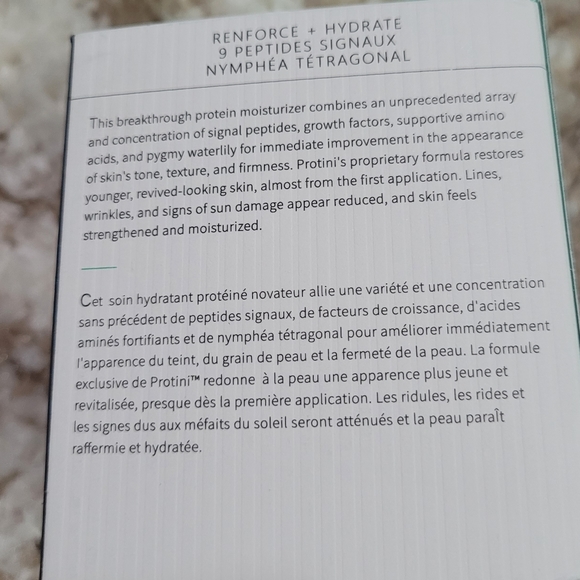 RENFORCE + HYDRATE
9 PEPTIDES SIGNAUX
NYMPHÉA TÉTRAGONAL
This breakthrough protein moisturizer combines an unprecedented array
and concentration of signal peptides, growth factors, supportive amino
acids, and pygmy waterlily for immediate improvement in the appearance
of skin's tone, texture, and firmness. Protini's proprietary formula restores
younger, revived-looking skin, almost from the first application. Lines,
wrinkles, and signs of sun damage appear reduced, and skin feels
strengthened and moisturized.
Cet soin hydratant protéiné novateur allie une variété et une concentration
sans précédent de peptides signaux, de facteurs de croissance, d'acides
aminés fortifiants et de nymphéa tétragonal pour améliorer immédiatement
l'apparence du teint, du grain de peau et la fermeté de la peau. La formule
exclusive de Protini™ redonne à la peau une apparence plus jeune et
revitalisée, presque dès la première application. Les ridules, les rides et
les signes dus aux méfaits du soleil seront atténués et la peau paraît
raffermie et hydratée.